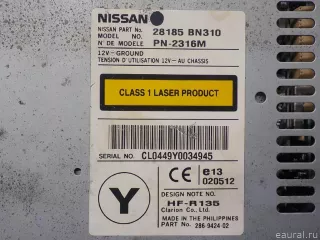 NISSAN
NISSAN PART No. 28185 BN310
MODEL NO.
N° DE MODELE PN-2316M
12V⎓GROUND
TENSION D'UTILISATION 12V⎓ AU CHASSIS
CLASS 1 LASER PRODUCT
SERIAL NO. CL0449Y0034945
Y
CE e13
020512
DESIGN NOTE NO.
HF-R135
Clarion Co., Ltd.
MADE IN THE PHILIPPINES
PART No. 286-9424-02
eaural.ru